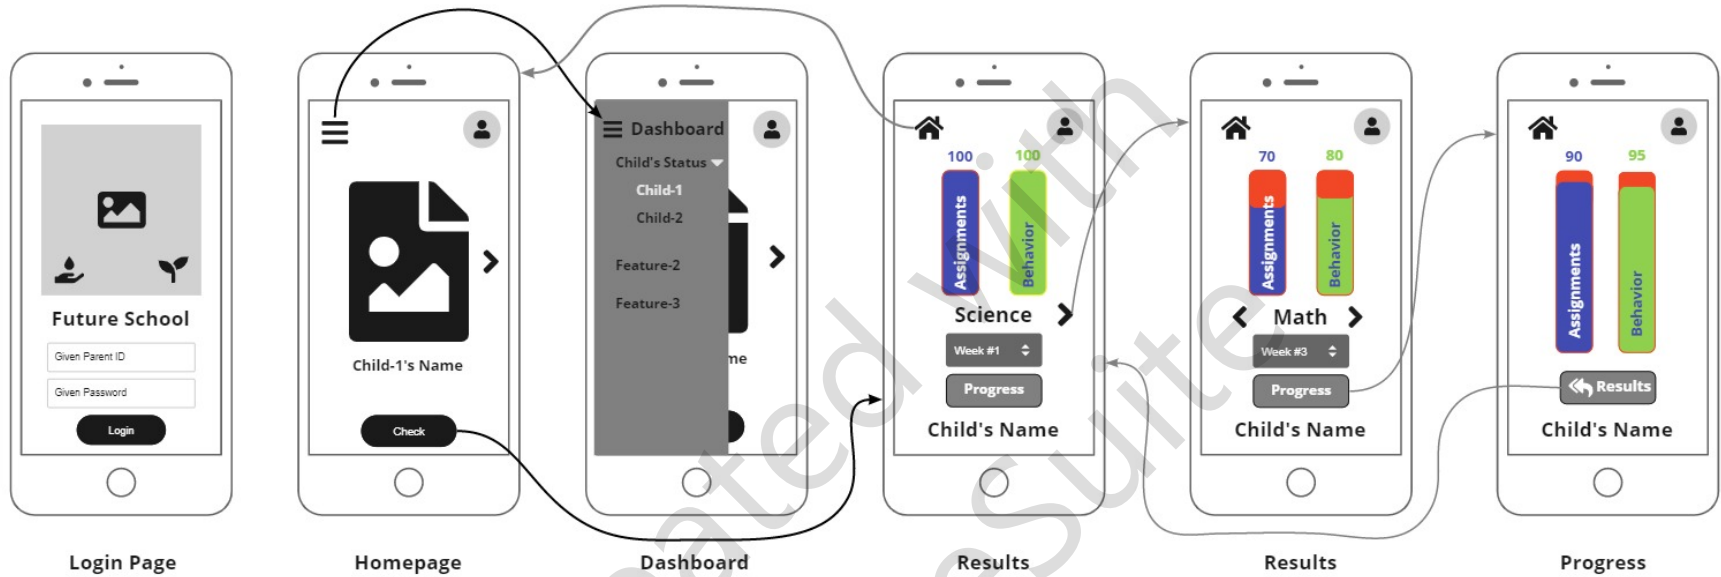 Future School
Given Parent ID
Given Password
Login
Login Page
Child-1's Name
Check
Homepage
Dashboard
Child's Status
Child-1
Child-2
Feature-2
Feature-3
me
Dashboard
100 100
Assignments
Behavior
Science
Week #1
Progress
Child's Name
Results
70 80
Assignments
Behavior
Math
Week #3
Progress
Child's Name
Results
90 95
Assignments
Behavior
Results
Child's Name
Progress
with
Suite